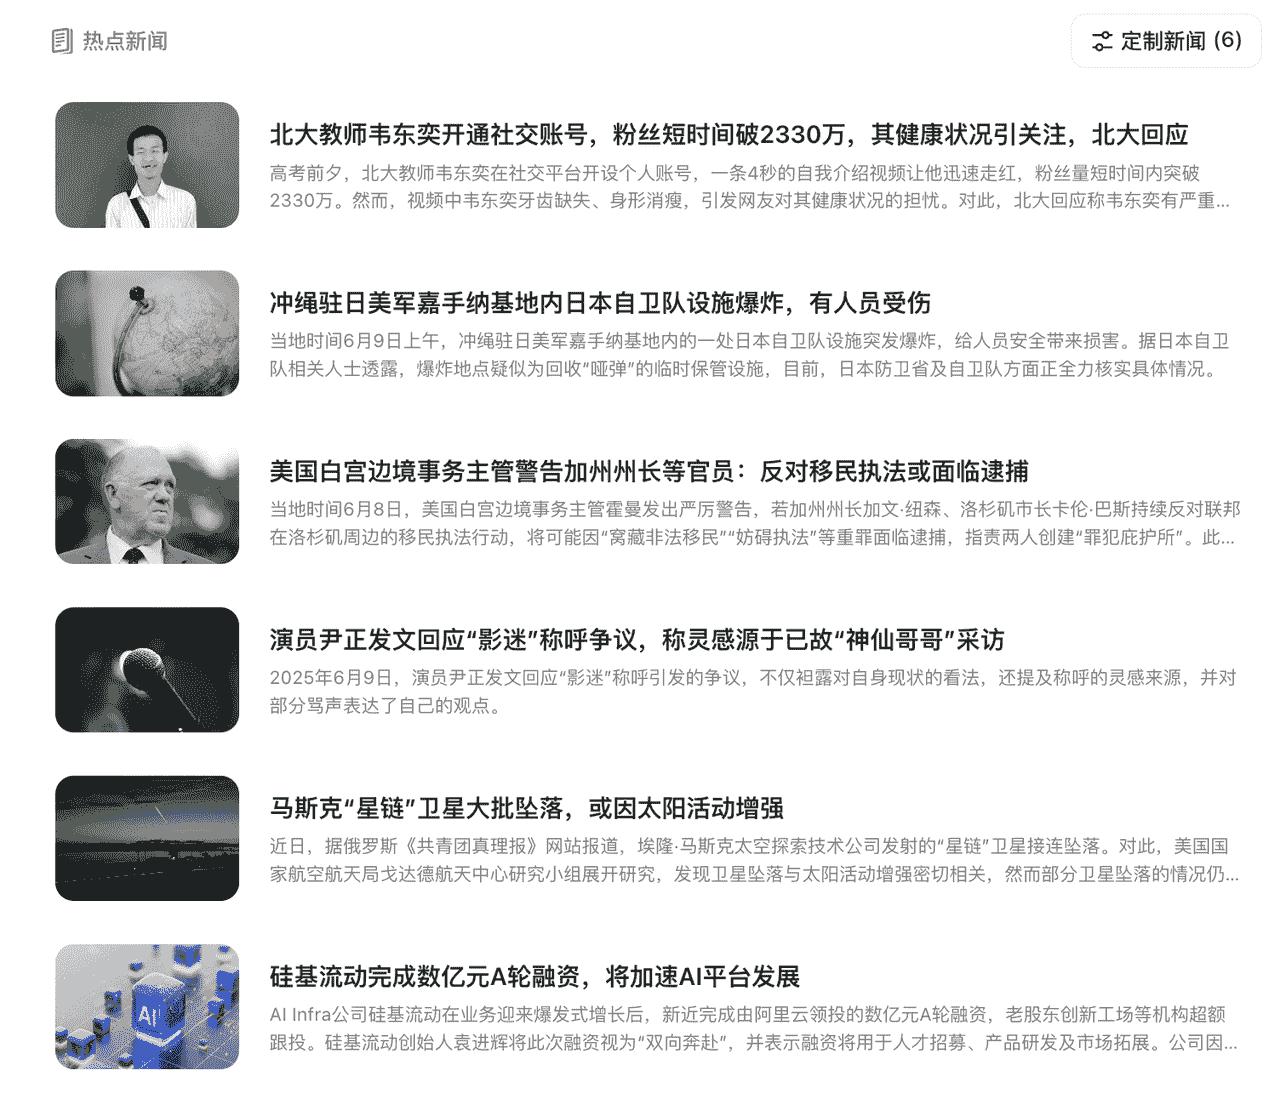 热点新闻
定制新闻 (6)
北大教师韦东奕开通社交账号，粉丝短时间破2330万，其健康状况引关注，北大回应
高考前夕，北大教师韦东奕在社交平台开设个人账号，一条4秒的自我介绍视频让他迅速走红，粉丝量短时间内突破
2330万。然而，视频中韦东奕牙齿缺失、身形消瘦，引发网友对其健康状况的担忧。对此，北大回应称韦东奕有严重...
冲绳驻日美军嘉手纳基地内日本自卫队设施爆炸，有人员受伤
当地时间6月9日上午，冲绳驻日美军嘉手纳基地内的一处日本自卫队设施突发爆炸，给人员安全带来损害。据日本自卫
队相关人士透露，爆炸地点疑似为回收“哑弹”的临时保管设施，目前，日本防卫省及自卫队方面正全力核实具体情况。
美国白宫边境事务主管警告加州州长等官员：反对移民执法或面临逮捕
当地时间6月8日，美国白宫边境事务主管霍曼发出严厉警告，若加州州长加文·纽森、洛杉矶市长卡伦·巴斯持续反对联邦
在洛杉矶周边的移民执法行动，将可能因“窝藏非法移民”“妨碍执法”等重罪面临逮捕，指责两人创建“罪犯庇护所”。此...
演员尹正发文回应“影迷”称呼争议，称灵感源于已故“神仙哥哥”采访
2025年6月9日，演员尹正发文回应“影迷”称呼引发的争议，不仅袒露对自身现状的看法，还提及称呼的灵感来源，并对
部分骂声表达了自己的观点。
马斯克“星链”卫星大批坠落，或因太阳活动增强
近日，据俄罗斯《共青团真理报》网站报道，埃隆·马斯克太空探索技术公司发射的“星链”卫星接连坠落。对此，美国国
家航空航天局戈达德航天中心研究小组展开研究，发现卫星坠落与太阳活动增强密切相关，然而部分卫星坠落的情况仍...
AI
硅基流动完成数亿元A轮融资，将加速AI平台发展
AI Infra公司硅基流动在业务迎来爆发式增长后，新近完成由阿里云领投的数亿元A轮融资，老股东创新工场等机构超额
跟投。硅基流动创始人袁进辉将此次融资视为“双向奔赴”，并表示融资将用于人才招募、产品研发及市场拓展。公司因...